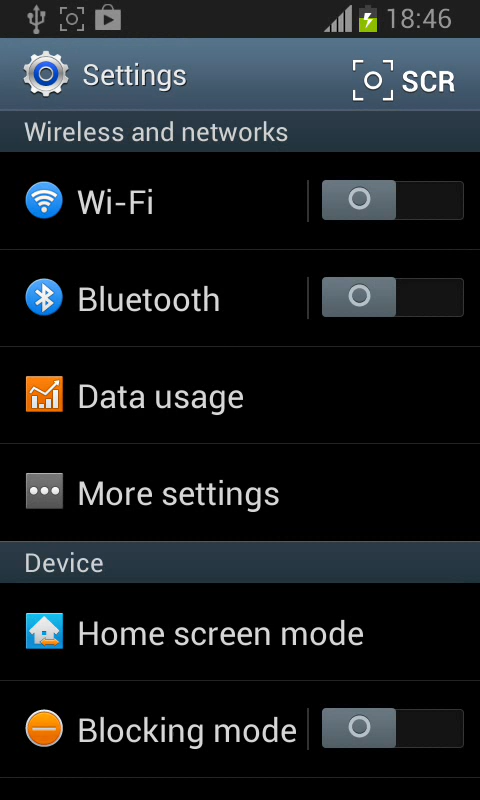 18:46
Settings
SCR
Wireless and networks
Wi-Fi
Bluetooth
Data usage
More settings
Device
Home screen mode
Blocking mode